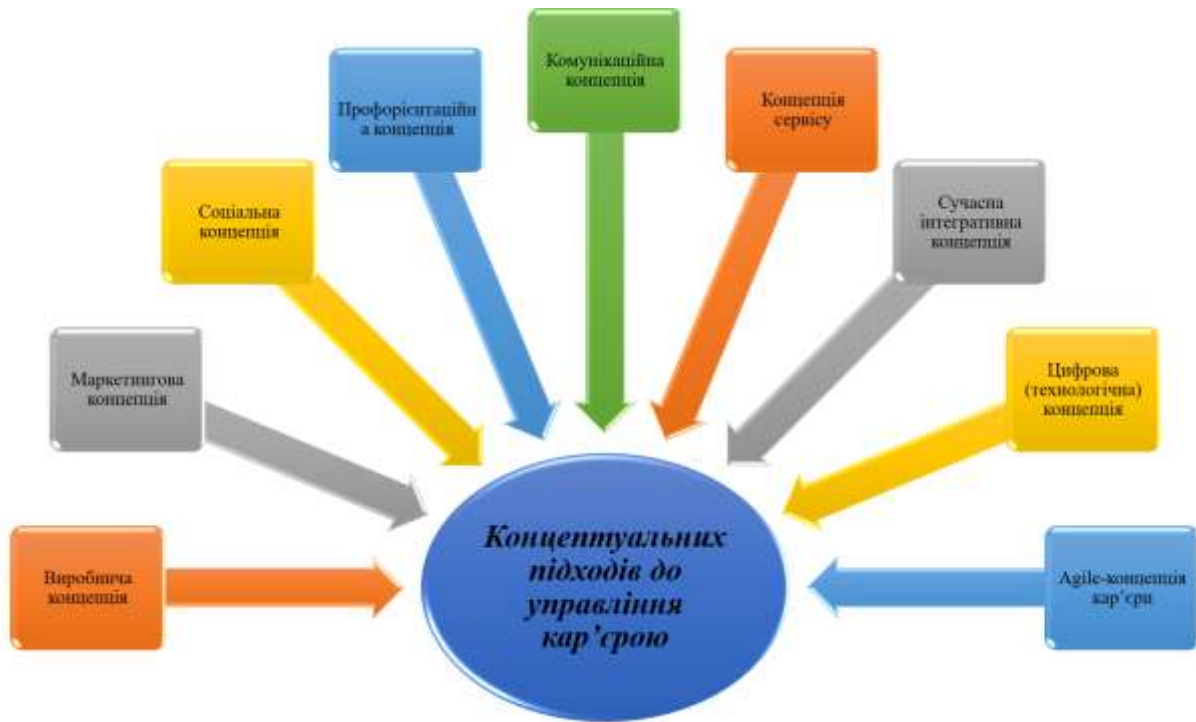 Комунікаційна
концепція
Профорієнтаційн
а концепція
Концепція
сервісу
Соціальна
концепція
Сучасна
інтегративна
концепція
Маркетингова
концепція
Цифрова
(технологічна)
концепція
Виробнича
концепція
Концептуальних
підходів до
управління
кар’єрою
Agile-концепція
кар’єри